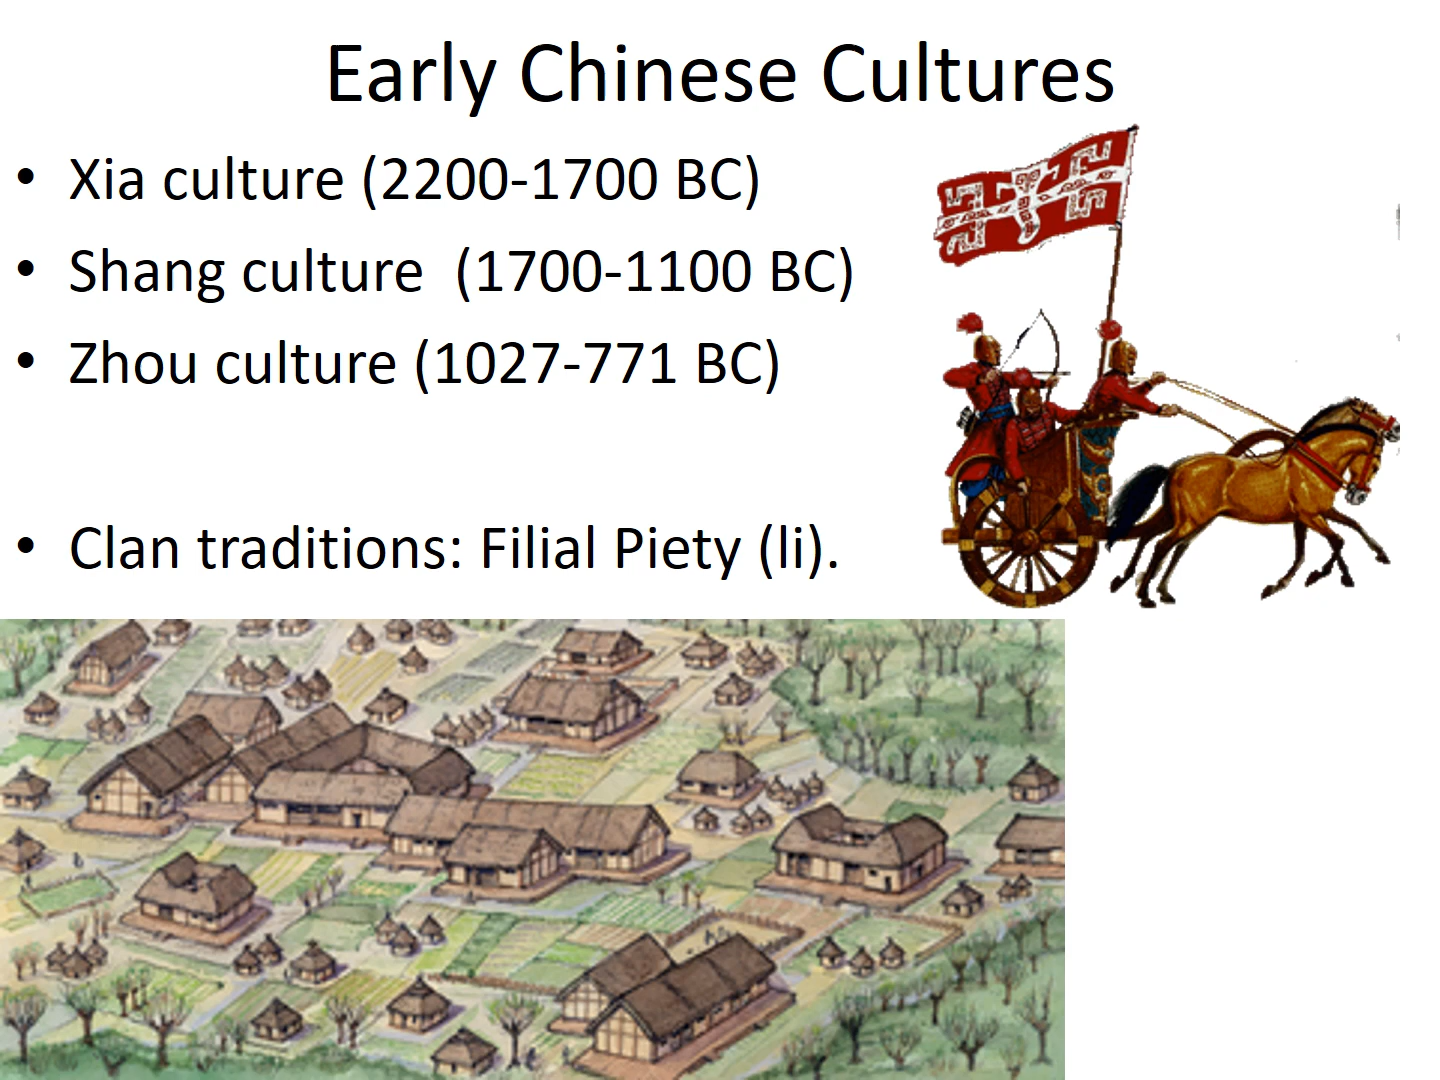 Early Chinese Cultures
• Xia culture (2200-1700 BC)
• Shang culture  (1700-1100 BC)
• Zhou culture (1027-771 BC)
• Clan traditions: Filial Piety (li).